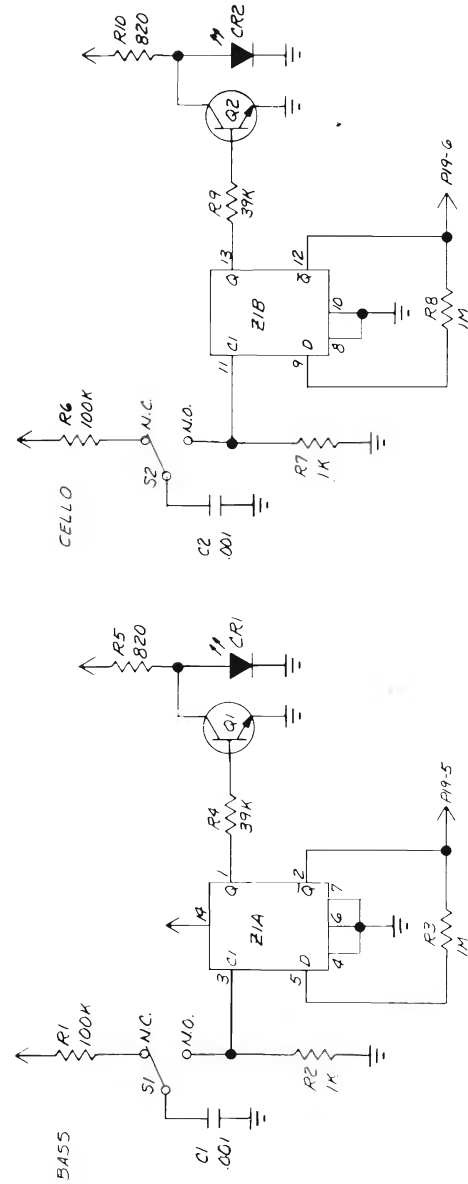 BASS
R1
100K
N.C.
S1
N.O.
C1
.001
R2
1K
3
C1
14
Z1A
Q
1
Q̅
2
5
D
4
6
7
R4
39K
Q1
R5
820
CR1
R3
1M
P19-5
CELLO
R6
100K
N.C.
S2
N.O.
C2
.001
R7
1K
11
C1
Z1B
Q
13
Q̅
12
9
D
8
10
R9
39K
Q2
R10
820
CR2
R8
1M
P19-6